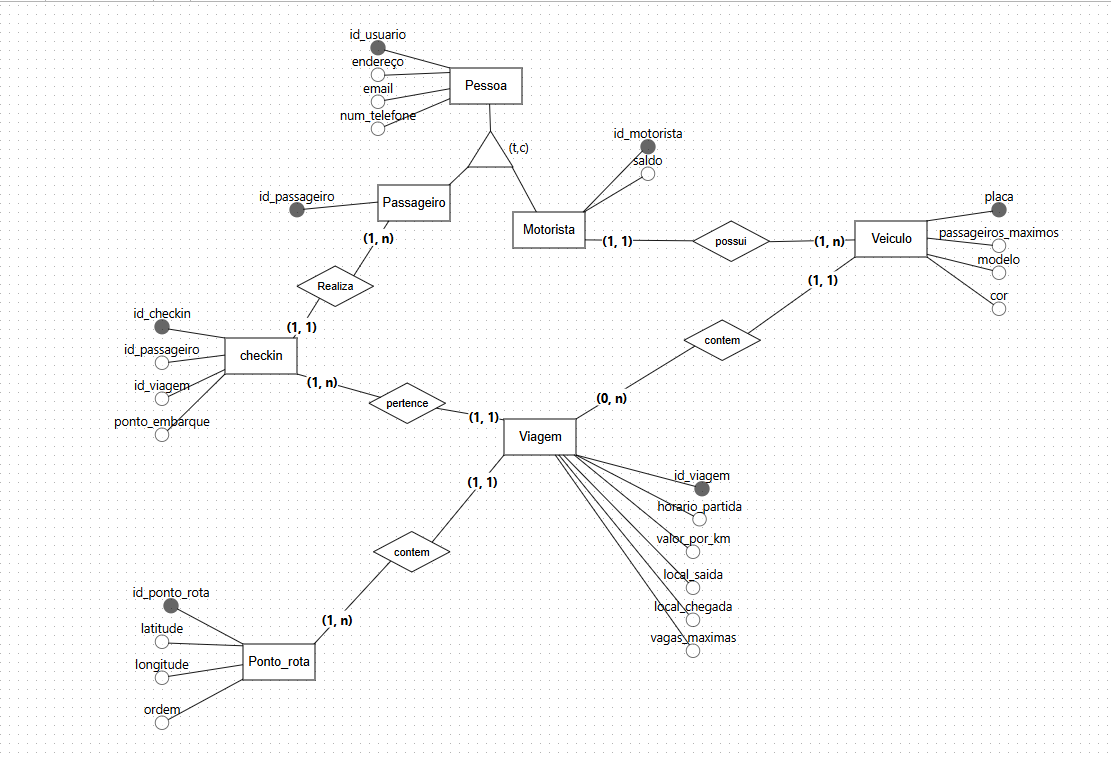 id_usuario
endereço
email
num_telefone
Pessoa
(t,c)
id_motorista
saldo
id_passageiro
Passageiro
Motorista
(1, 1)
possui
(1, n)
Veiculo
placa
passageiros_maximos
modelo
cor
(1, n)
Realiza
(1, 1)
(1, 1)
contem
(0, n)
id_checkin
id_passageiro
id_viagem
ponto_embarque
checkin
(1, n)
pertence
(1, 1)
Viagem
(1, 1)
id_viagem
horario_partida
valor_por_km
local_saida
local_chegada
vagas_maximas
contem
(1, n)
id_ponto_rota
latitude
longitude
ordem
Ponto_rota